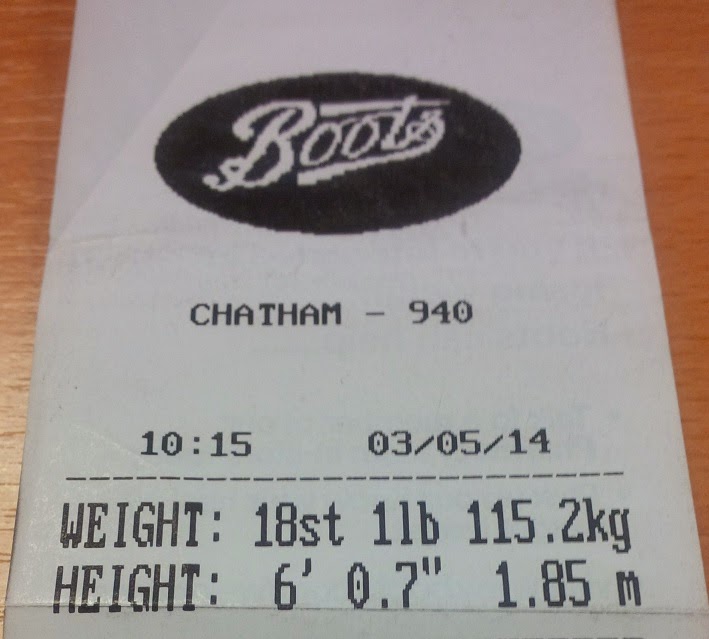 Boots
CHATHAM - 940
10:15 03/05/14
WEIGHT: 18st 1lb 115.2kg
HEIGHT: 6' 0.7" 1.85 m